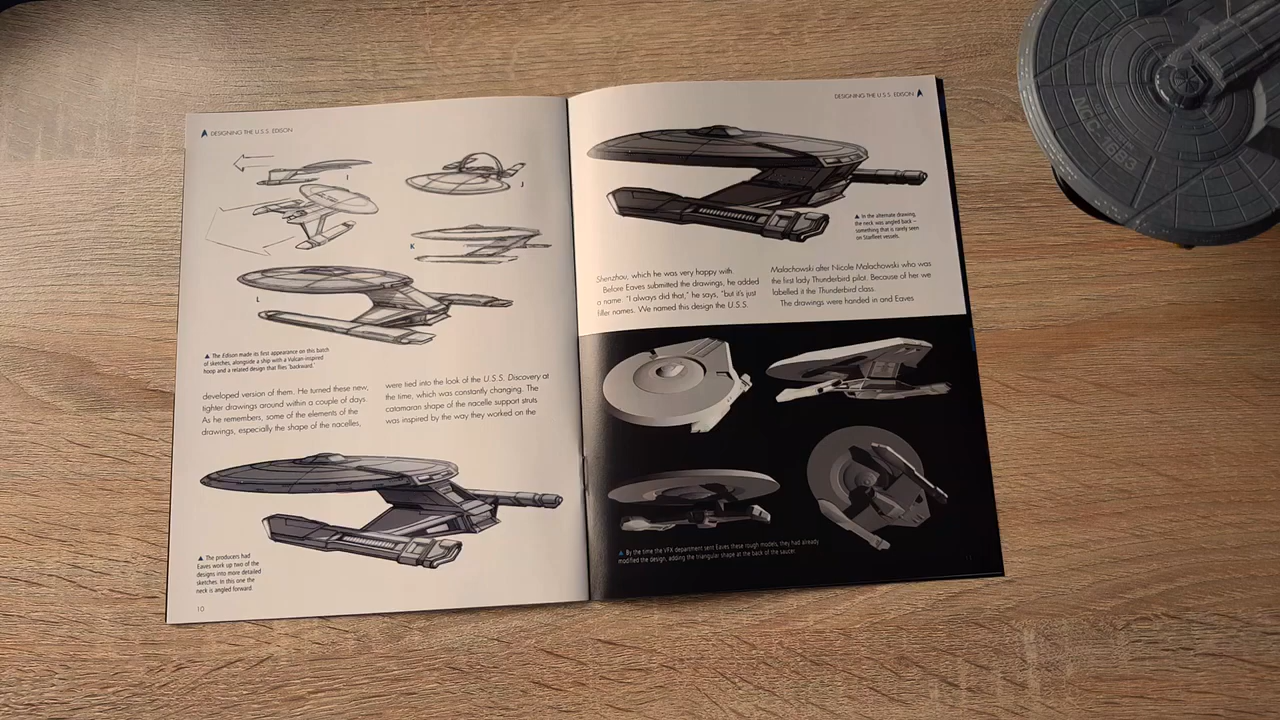 DESIGNING THE U.S.S. EDISON
I
J
K
L
▲ The Edison made its first appearance on this batch
of sketches, alongside a ship with a Vulcan-inspired
hoop and a related design that flies 'backward.'
developed version of them. He turned these new,
tighter drawings around within a couple of days.
As he remembers, some of the elements of the
drawings, especially the shape of the nacelles,
were tied into the look of the U.S.S. Discovery at
the time, which was constantly changing. The
catamaran shape of the nacelle support struts
was inspired by the way they worked on the
▲ The producers had
Eaves work up two of the
designs into more detailed
sketches. In this one the
neck is angled forward.
10
DESIGNING THE U.S.S. EDISON
▲ In the alternate drawing,
the neck was angled back –
something that is rarely seen
on Starfleet vessels.
Shenzhou, which he was very happy with.
Before Eaves submitted the drawings, he added
a name. "I always did that," he says, "but it's just
filler names. We named this design the U.S.S.
Malachowski after Nicole Malachowski who was
the first lady Thunderbird pilot. Because of her we
labelled it the Thunderbird class.
The drawings were handed in and Eaves
▲ By the time the VFX department sent Eaves these rough models, they had already
modified the design, adding the triangular shape at the back of the saucer.
11
NCC-1683